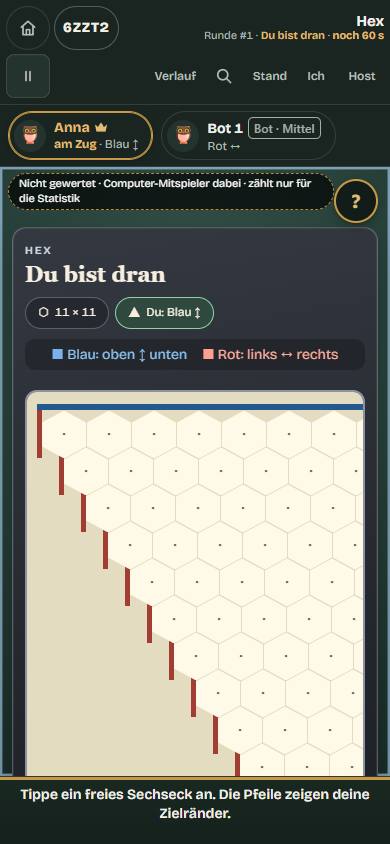 6ZZT2
Hex
Runde #1 · Du bist dran · noch 60 s
Verlauf
Stand
Ich
Host
Anna
am Zug · Blau ↕
Bot 1 Bot · Mittel
Rot ↔
Nicht gewertet · Computer-Mitspieler dabei · zählt nur für
die Statistik
?
HEX
Du bist dran
11 × 11
Du: Blau ↕
Blau: oben ↕ unten
Rot: links ↔ rechts
Tippe ein freies Sechseck an. Die Pfeile zeigen deine
Zielränder.